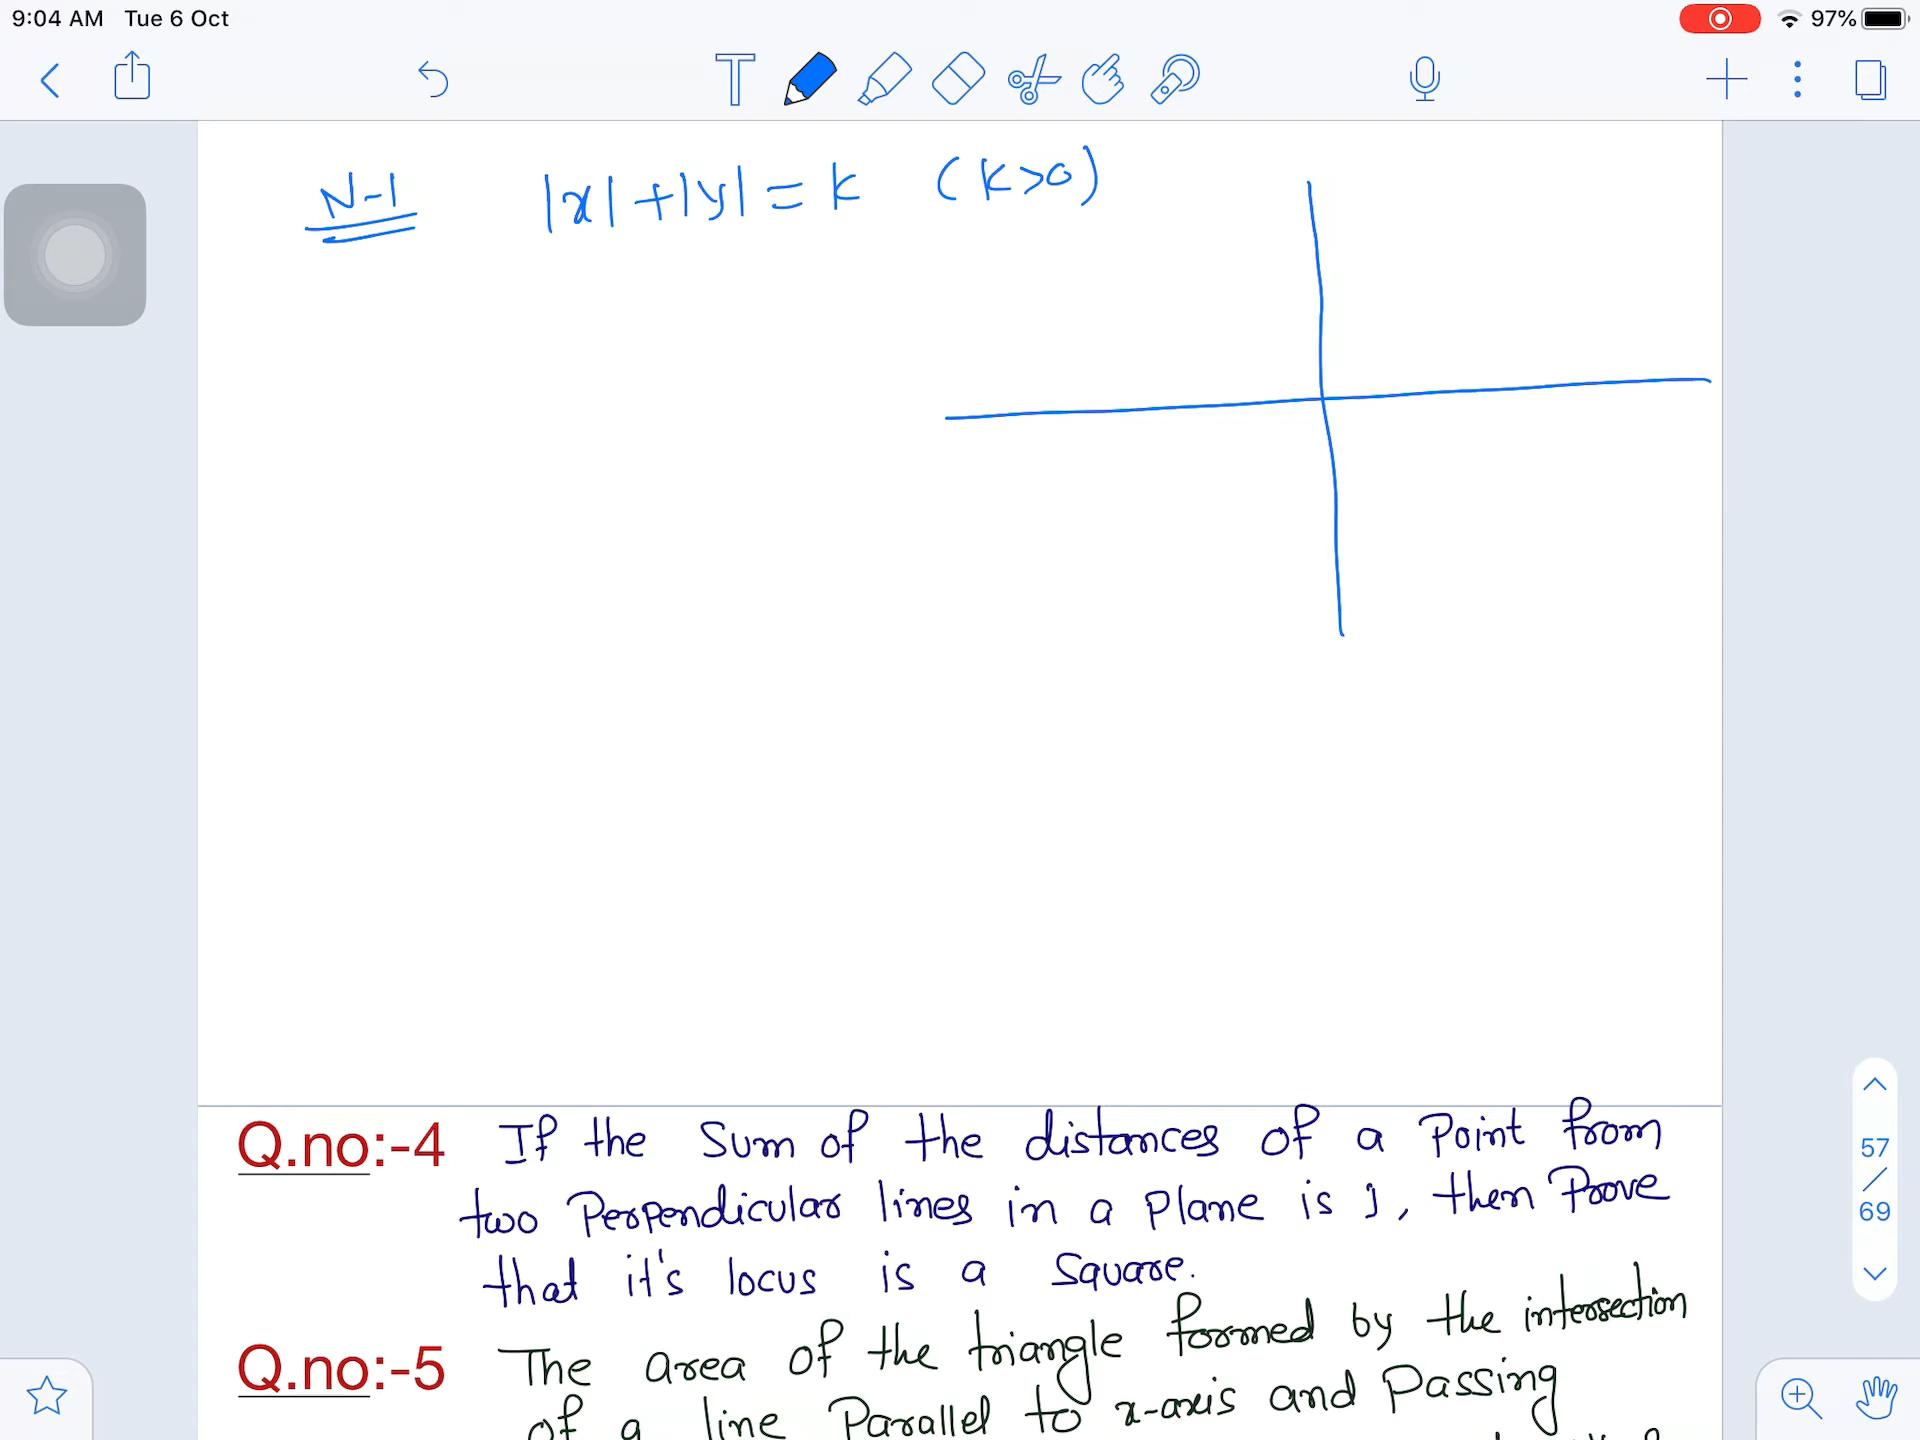 9:04 AM Tue 6 Oct
97%
T
N-1 |x| + |y| = k (k>0)
Q.no:-4 If the sum of the distances of a point from
two perpendicular lines in a plane is 1, then prove
that it's locus is a square.
Q.no:-5 The area of the triangle formed by the intersection
of a line parallel to x-axis and passing
57
/
69